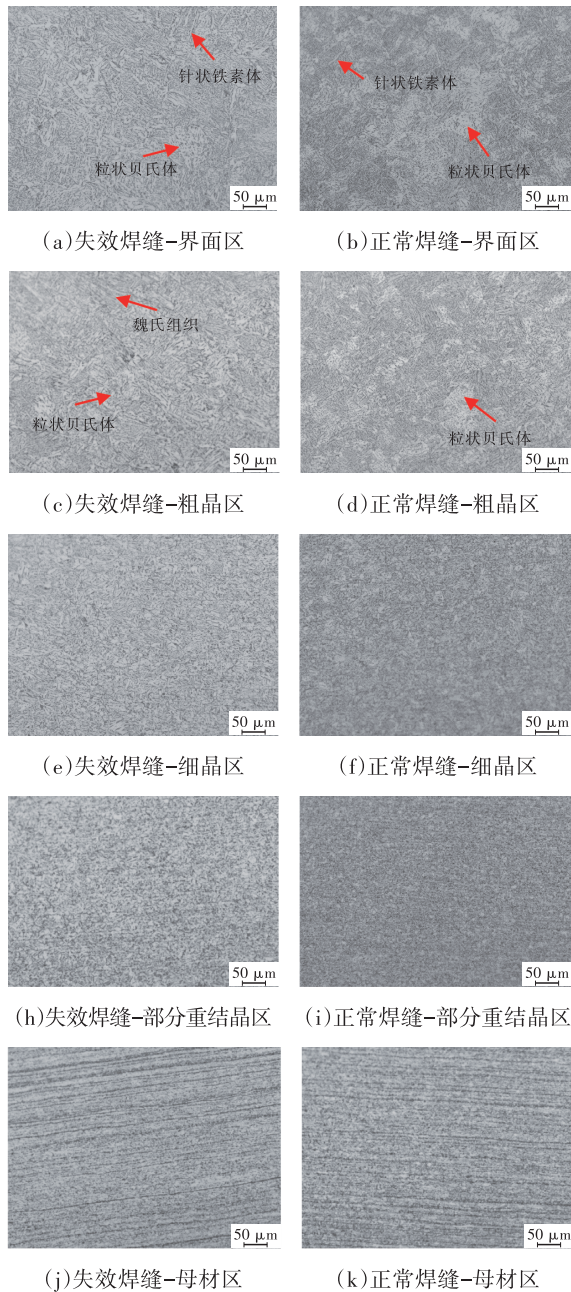 针状铁素体
粒状贝氏体
50 μm
(a)失效焊缝-界面区
针状铁素体
粒状贝氏体
50 μm
(b)正常焊缝-界面区
魏氏组织
粒状贝氏体
50 μm
(c)失效焊缝-粗晶区
粒状贝氏体
50 μm
(d)正常焊缝-粗晶区
50 μm
(e)失效焊缝-细晶区
50 μm
(f)正常焊缝-细晶区
50 μm
(h)失效焊缝-部分重结晶区
50 μm
(i)正常焊缝-部分重结晶区
50 μm
(j)失效焊缝-母材区
50 μm
(k)正常焊缝-母材区